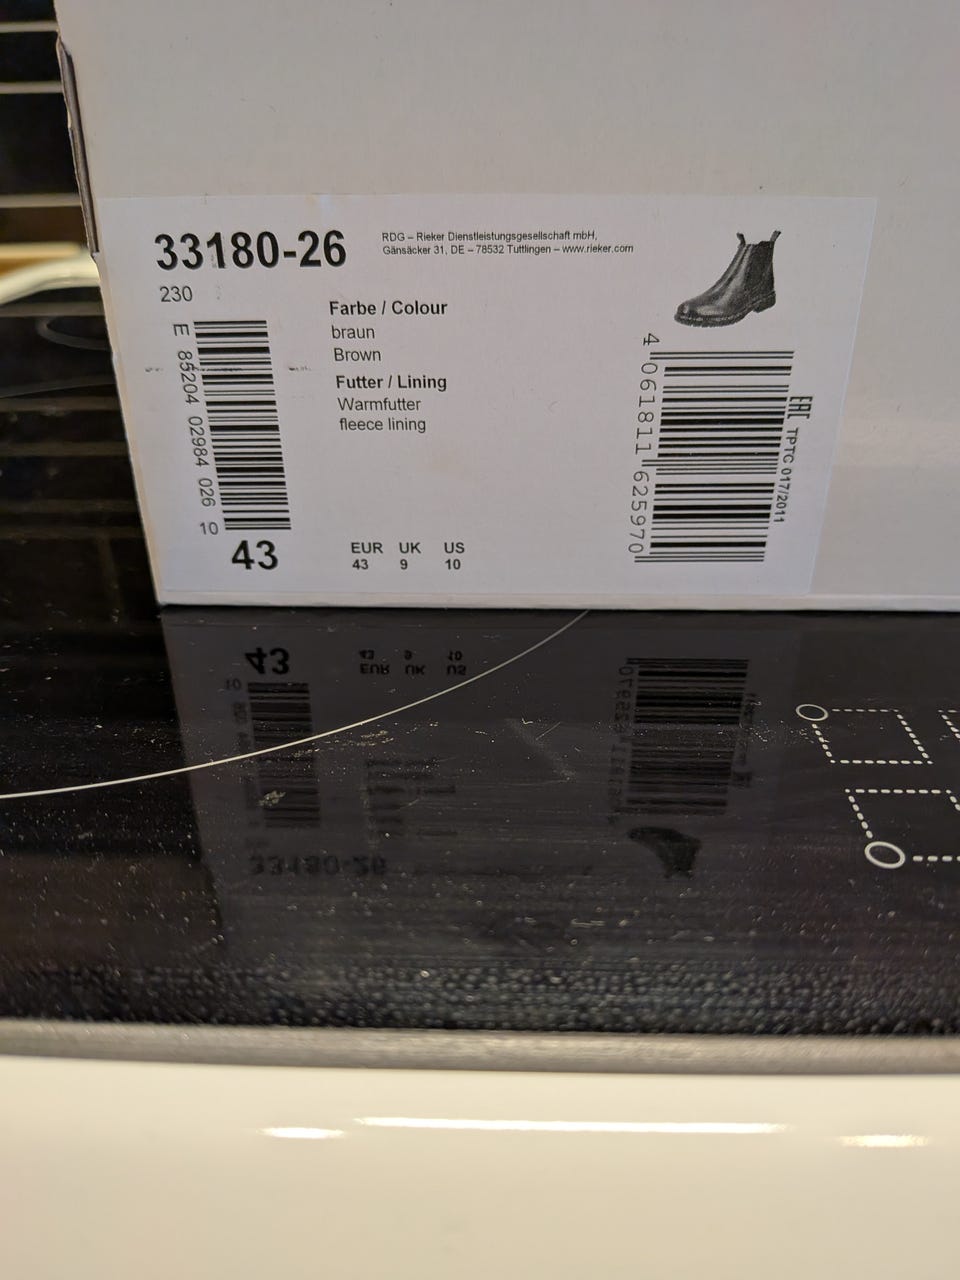 33180-26
RDG – Rieker Dienstleistungsgesellschaft mbH,
Gänsäcker 31, DE – 78532 Tuttlingen – www.rieker.com
230
Farbe / Colour
braun
Brown
Futter / Lining
Warmfutter
fleece lining
E 85204 02984 026 10
43
EUR UK US
43 9 10
4 061811 625970
EAC TPTC 017/2011